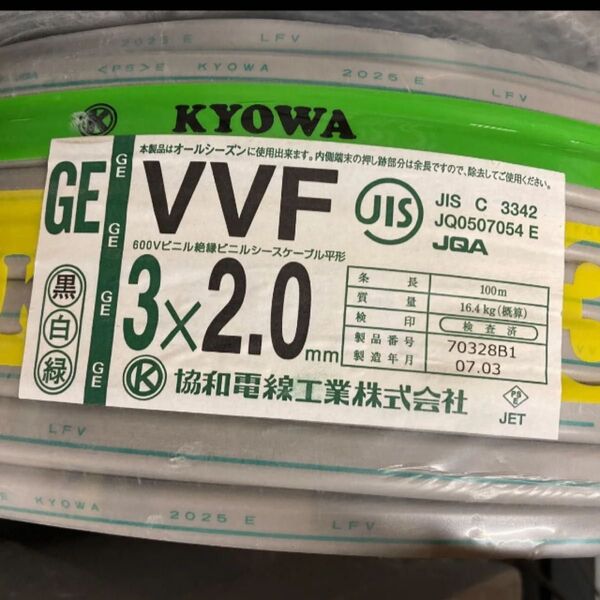 2025 E LFV
<PS>E KYOWA 2025 E LFV
K KYOWA
本製品はオールシーズンに使用出来ます。内側端末の押し跡部分は余長ですので、除去してご使用ください。
GE
GE
GE
GE
GE
VVF
600Vビニル絶縁ビニルシースケーブル平形
3×2.0mm
黒
白
緑
JIS
JIS C 3342
JQ0507054 E
JQA
条長 100m
質量 16.4kg(概算)
検印 検査済
製品番号 70328B1
製造年月 07.03
K 協和電線工業株式会社
PS
E
JET
LFV
KYOWA 2025 E LFV